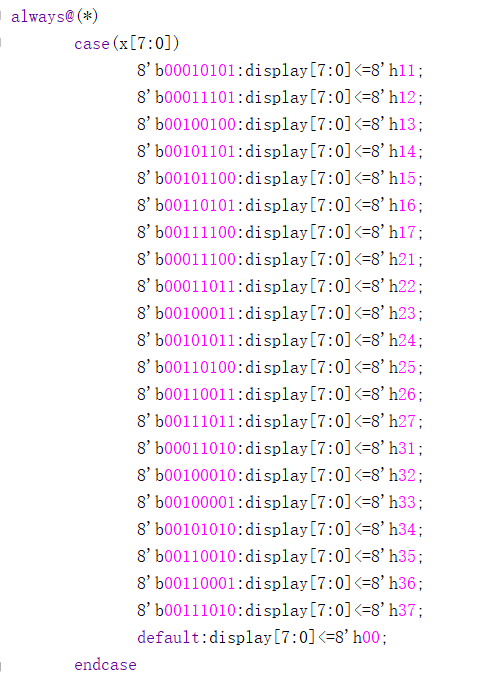 always@(*)
case(x[7:0])
8'b00010101:display[7:0]<=8'h11;
8'b00011101:display[7:0]<=8'h12;
8'b00100100:display[7:0]<=8'h13;
8'b00101101:display[7:0]<=8'h14;
8'b00101100:display[7:0]<=8'h15;
8'b00110101:display[7:0]<=8'h16;
8'b00111100:display[7:0]<=8'h17;
8'b00011100:display[7:0]<=8'h21;
8'b00011011:display[7:0]<=8'h22;
8'b00100011:display[7:0]<=8'h23;
8'b00101011:display[7:0]<=8'h24;
8'b00110100:display[7:0]<=8'h25;
8'b00110011:display[7:0]<=8'h26;
8'b00111011:display[7:0]<=8'h27;
8'b00011010:display[7:0]<=8'h31;
8'b00100010:display[7:0]<=8'h32;
8'b00100001:display[7:0]<=8'h33;
8'b00101010:display[7:0]<=8'h34;
8'b00110010:display[7:0]<=8'h35;
8'b00110001:display[7:0]<=8'h36;
8'b00111010:display[7:0]<=8'h37;
default:display[7:0]<=8'h00;
endcase